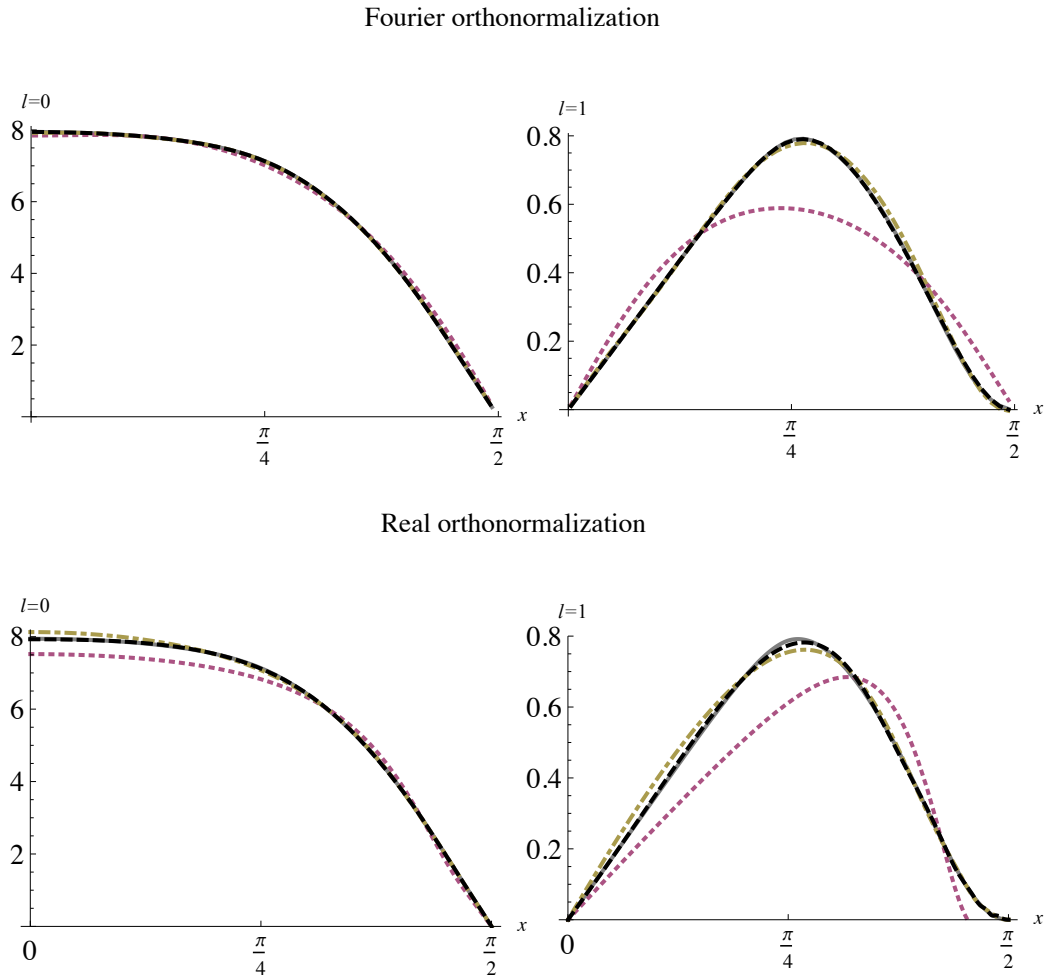 Fourier orthonormalization
l=0
8
6
4
2
π/4
π/2
x
l=1
0.8
0.6
0.4
0.2
π/4
π/2
x
Real orthonormalization
l=0
8
6
4
2
0
π/4
π/2
x
l=1
0.8
0.6
0.4
0.2
0
π/4
π/2
x